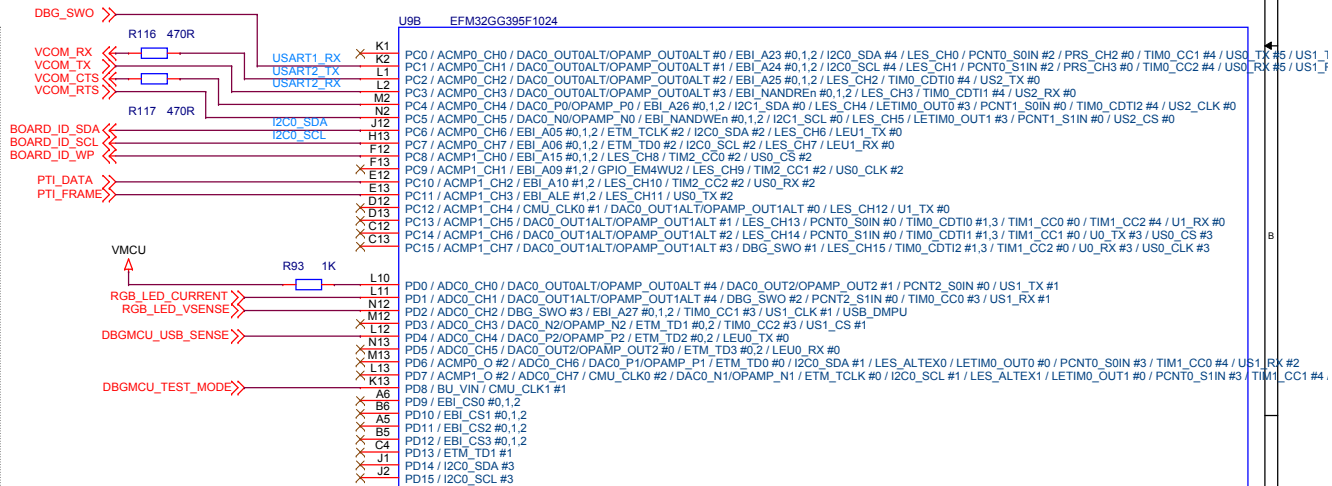 DBG_SWO
U9B EFM32GG395F1024
R116 470R
VCOM_RX
VCOM_TX
VCOM_CTS
VCOM_RTS
R117 470R
USART1_RX
USART2_TX
USART2_RX
BOARD_ID_SDA
BOARD_ID_SCL
BOARD_ID_WP
I2C0_SDA
I2C0_SCL
PTI_DATA
PTI_FRAME
K1 PC0 / ACMP0_CH0 / DAC0_OUT0ALT/OPAMP_OUT0ALT #0 / EBI_A23 #0,1,2 / I2C0_SDA #4 / LES_CH0 / PCNT0_S0IN #2 / PRS_CH2 #0 / TIM0_CC1 #4 / US0_TX #5 / US1_T
K2 PC1 / ACMP0_CH1 / DAC0_OUT0ALT/OPAMP_OUT0ALT #1 / EBI_A24 #0,1,2 / I2C0_SCL #4 / LES_CH1 / PCNT0_S1IN #2 / PRS_CH3 #0 / TIM0_CC2 #4 / US0_RX #5 / US1_R
L1 PC2 / ACMP0_CH2 / DAC0_OUT0ALT/OPAMP_OUT0ALT #2 / EBI_A25 #0,1,2 / LES_CH2 / TIM0_CDTI0 #4 / US2_TX #0
L2 PC3 / ACMP0_CH3 / DAC0_OUT0ALT/OPAMP_OUT0ALT #3 / EBI_NANDREn #0,1,2 / LES_CH3 / TIM0_CDTI1 #4 / US2_RX #0
M2 PC4 / ACMP0_CH4 / DAC0_P0/OPAMP_P0 / EBI_A26 #0,1,2 / I2C1_SDA #0 / LES_CH4 / LETIM0_OUT0 #3 / PCNT1_S0IN #0 / TIM0_CDTI2 #4 / US2_CLK #0
N2 PC5 / ACMP0_CH5 / DAC0_N0/OPAMP_N0 / EBI_NANDWEn #0,1,2 / I2C1_SCL #0 / LES_CH5 / LETIM0_OUT1 #3 / PCNT1_S1IN #0 / US2_CS #0
J12 PC6 / ACMP0_CH6 / EBI_A05 #0,1,2 / ETM_TCLK #2 / I2C0_SDA #2 / LES_CH6 / LEU1_TX #0
H13 PC7 / ACMP0_CH7 / EBI_A06 #0,1,2 / ETM_TD0 #2 / I2C0_SCL #2 / LES_CH7 / LEU1_RX #0
F12 PC8 / ACMP1_CH0 / EBI_A15 #0,1,2 / LES_CH8 / TIM2_CC0 #2 / US0_CS #2
F13 PC9 / ACMP1_CH1 / EBI_A09 #1,2 / GPIO_EM4WU2 / LES_CH9 / TIM2_CC1 #2 / US0_CLK #2
E12 PC10 / ACMP1_CH2 / EBI_A10 #1,2 / LES_CH10 / TIM2_CC2 #2 / US0_RX #2
E13 PC11 / ACMP1_CH3 / EBI_ALE #1,2 / LES_CH11 / US0_TX #2
D12 PC12 / ACMP1_CH4 / CMU_CLK0 #1 / DAC0_OUT1ALT/OPAMP_OUT1ALT #0 / LES_CH12 / U1_TX #0
D13 PC13 / ACMP1_CH5 / DAC0_OUT1ALT/OPAMP_OUT1ALT #1 / LES_CH13 / PCNT0_S0IN #0 / TIM0_CDTI0 #1,3 / TIM1_CC0 #0 / TIM1_CC2 #4 / U1_RX #0
C12 PC14 / ACMP1_CH6 / DAC0_OUT1ALT/OPAMP_OUT1ALT #2 / LES_CH14 / PCNT0_S1IN #0 / TIM0_CDTI1 #1,3 / TIM1_CC1 #0 / U0_TX #3 / US0_CS #3
C13 PC15 / ACMP1_CH7 / DAC0_OUT1ALT/OPAMP_OUT1ALT #3 / DBG_SWO #1 / LES_CH15 / TIM0_CDTI2 #1,3 / TIM1_CC2 #0 / U0_RX #3 / US0_CLK #3
B
VMCU
R93 1K
RGB_LED_CURRENT
RGB_LED_VSENSE
DBGMCU_USB_SENSE
DBGMCU_TEST_MODE
L10 PD0 / ADC0_CH0 / DAC0_OUT0ALT/OPAMP_OUT0ALT #4 / DAC0_OUT2/OPAMP_OUT2 #1 / PCNT2_S0IN #0 / US1_TX #1
L11 PD1 / ADC0_CH1 / DAC0_OUT1ALT/OPAMP_OUT1ALT #4 / DBG_SWO #2 / PCNT2_S1IN #0 / TIM0_CC0 #3 / US1_RX #1
N12 PD2 / ADC0_CH2 / DBG_SWO #3 / EBI_A27 #0,1,2 / TIM0_CC1 #3 / US1_CLK #1 / USB_DMPU
M12 PD3 / ADC0_CH3 / DAC0_N2/OPAMP_N2 / ETM_TD1 #0,2 / TIM0_CC2 #3 / US1_CS #1
L12 PD4 / ADC0_CH4 / DAC0_P2/OPAMP_P2 / ETM_TD2 #0,2 / LEU0_TX #0
N13 PD5 / ADC0_CH5 / DAC0_OUT2/OPAMP_OUT2 #0 / ETM_TD3 #0,2 / LEU0_RX #0
M13 PD6 / ACMP0_O #2 / ADC0_CH6 / DAC0_P1/OPAMP_P1 / ETM_TD0 #0 / I2C0_SDA #1 / LES_ALTEX0 / LETIM0_OUT0 #0 / PCNT0_S0IN #3 / TIM1_CC0 #4 / US1_RX #2
L13 PD7 / ACMP1_O #2 / ADC0_CH7 / CMU_CLK0 #2 / DAC0_N1/OPAMP_N1 / ETM_TCLK #0 / I2C0_SCL #1 / LES_ALTEX1 / LETIM0_OUT1 #0 / PCNT0_S1IN #3 / TIM1_CC1 #4 /
K13 PD8 / BU_VIN / CMU_CLK1 #1
A6 PD9 / EBI_CS0 #0,1,2
B6 PD10 / EBI_CS1 #0,1,2
A5 PD11 / EBI_CS2 #0,1,2
B5 PD12 / EBI_CS3 #0,1,2
C4 PD13 / ETM_TD1 #1
J1 PD14 / I2C0_SDA #3
J2 PD15 / I2C0_SCL #3